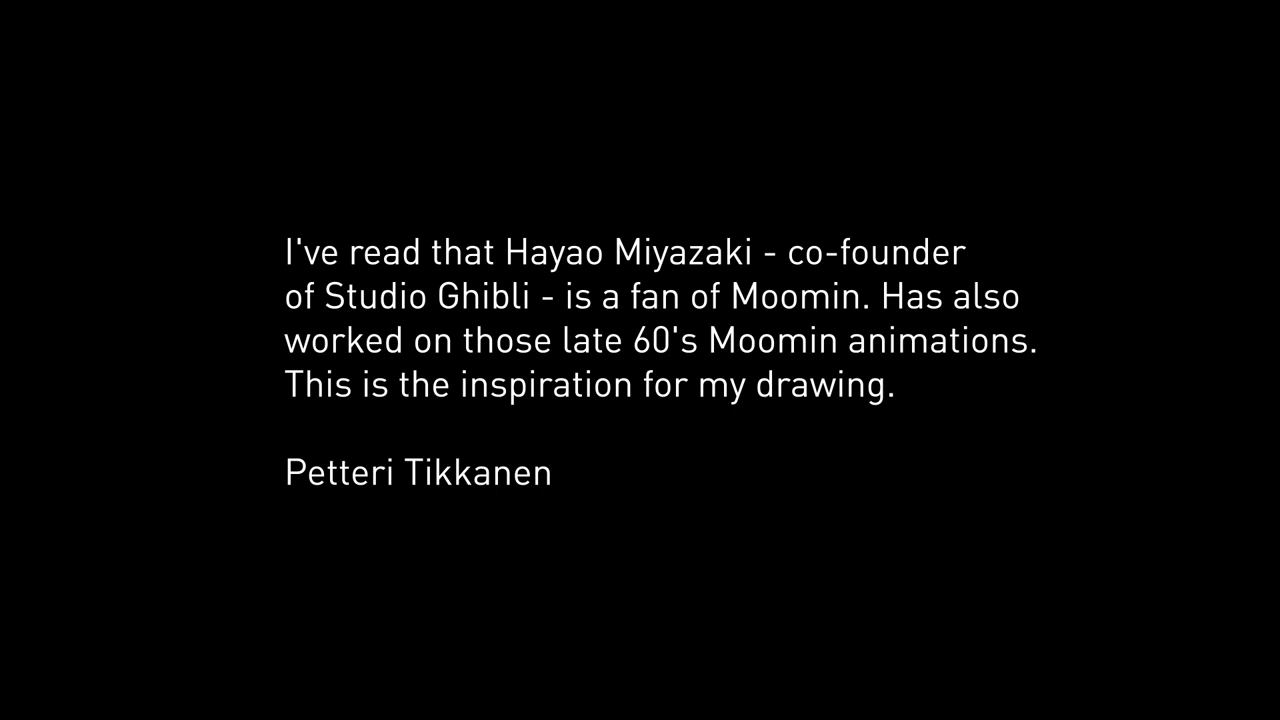 I've read that Hayao Miyazaki - co-founder
of Studio Ghibli - is a fan of Moomin. Has also
worked on those late 60's Moomin animations.
This is the inspiration for my drawing.
Petteri Tikkanen